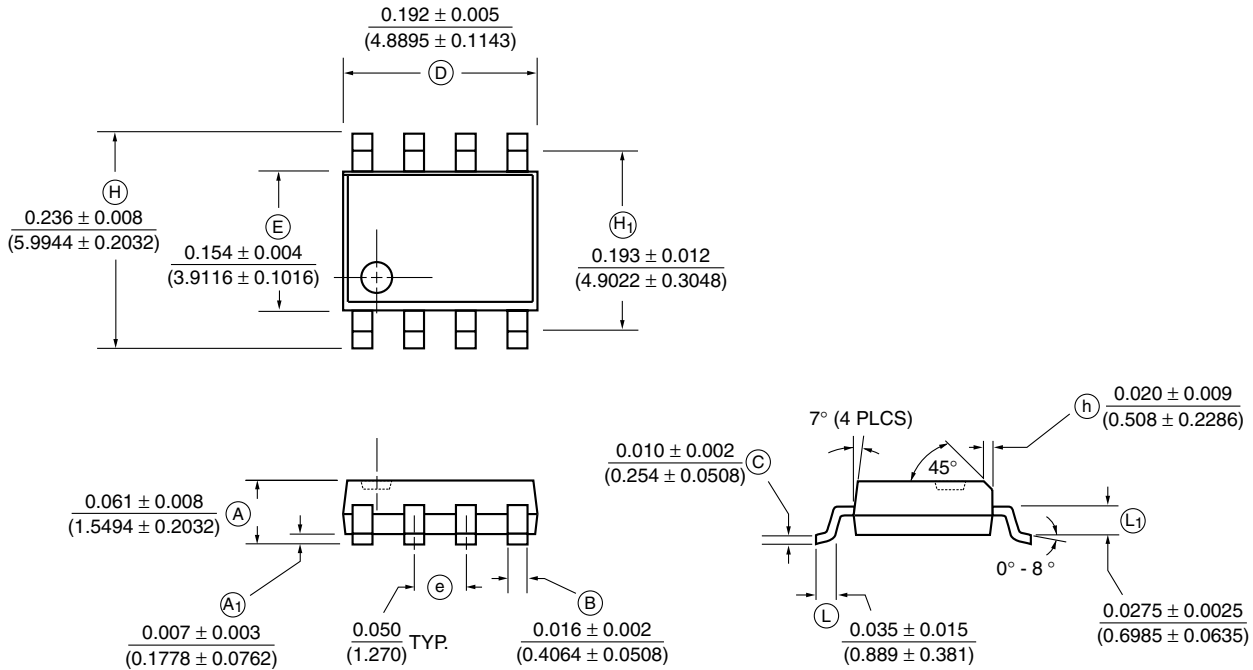 0.192 ± 0.005
(4.8895 ± 0.1143)
D
H
0.236 ± 0.008
(5.9944 ± 0.2032)
E
0.154 ± 0.004
(3.9116 ± 0.1016)
H1
0.193 ± 0.012
(4.9022 ± 0.3048)
0.061 ± 0.008
(1.5494 ± 0.2032)
A
A1
0.007 ± 0.003
(0.1778 ± 0.0762)
e
0.050
(1.270)
TYP.
B
0.016 ± 0.002
(0.4064 ± 0.0508)
7° (4 PLCS)
45°
h
0.020 ± 0.009
(0.508 ± 0.2286)
0.010 ± 0.002
(0.254 ± 0.0508)
C
L1
0° - 8 °
0.0275 ± 0.0025
(0.6985 ± 0.0635)
L
0.035 ± 0.015
(0.889 ± 0.381)